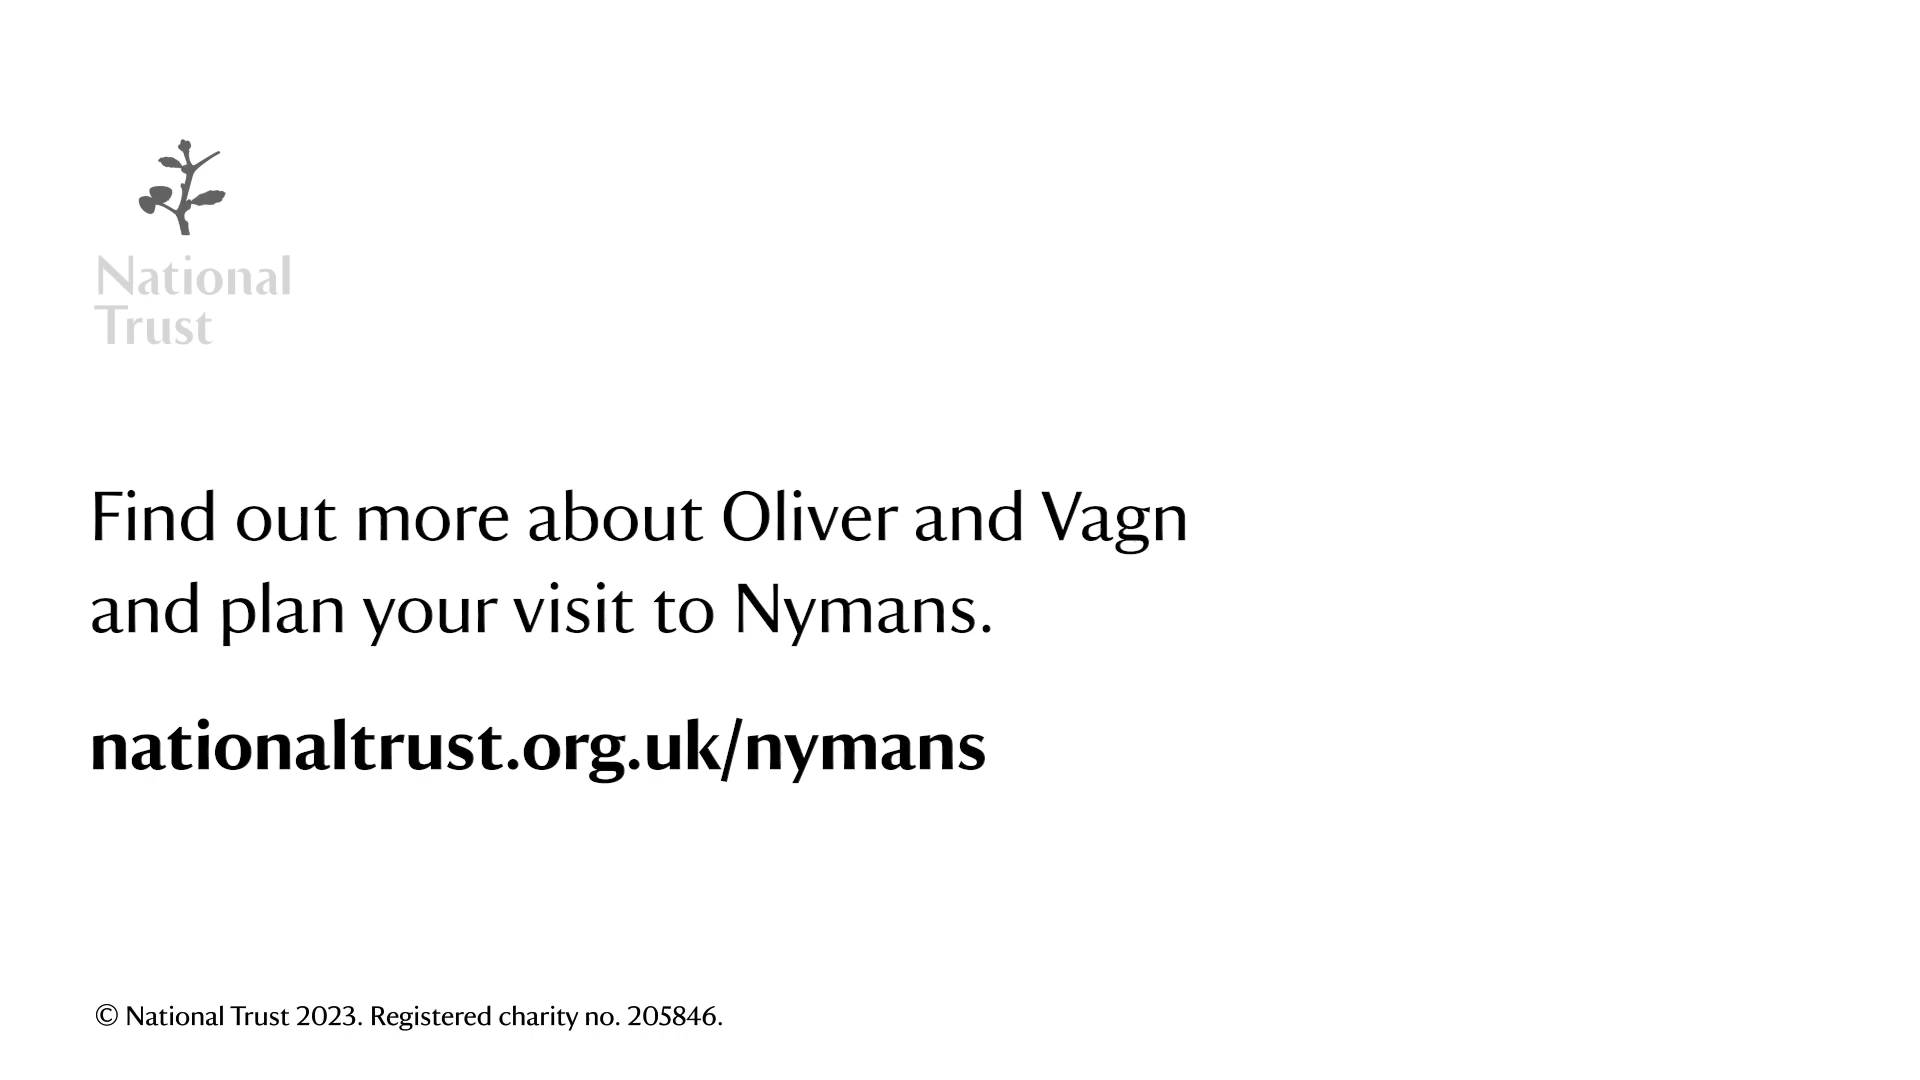 National
Trust
Find out more about Oliver and Vagn
and plan your visit to Nymans.
nationaltrust.org.uk/nymans
© National Trust 2023. Registered charity no. 205846.